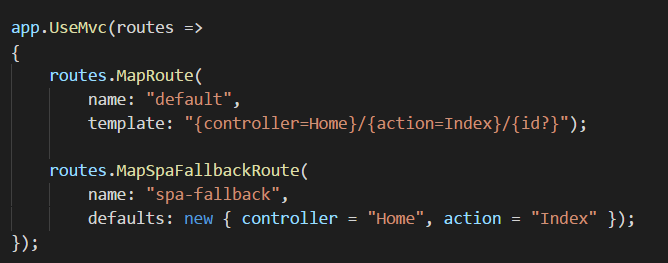 app.UseMvc(routes =>
{
    routes.MapRoute(
        name: "default",
        template: "{controller=Home}/{action=Index}/{id?}");
    routes.MapSpaFallbackRoute(
        name: "spa-fallback",
        defaults: new { controller = "Home", action = "Index" });
});